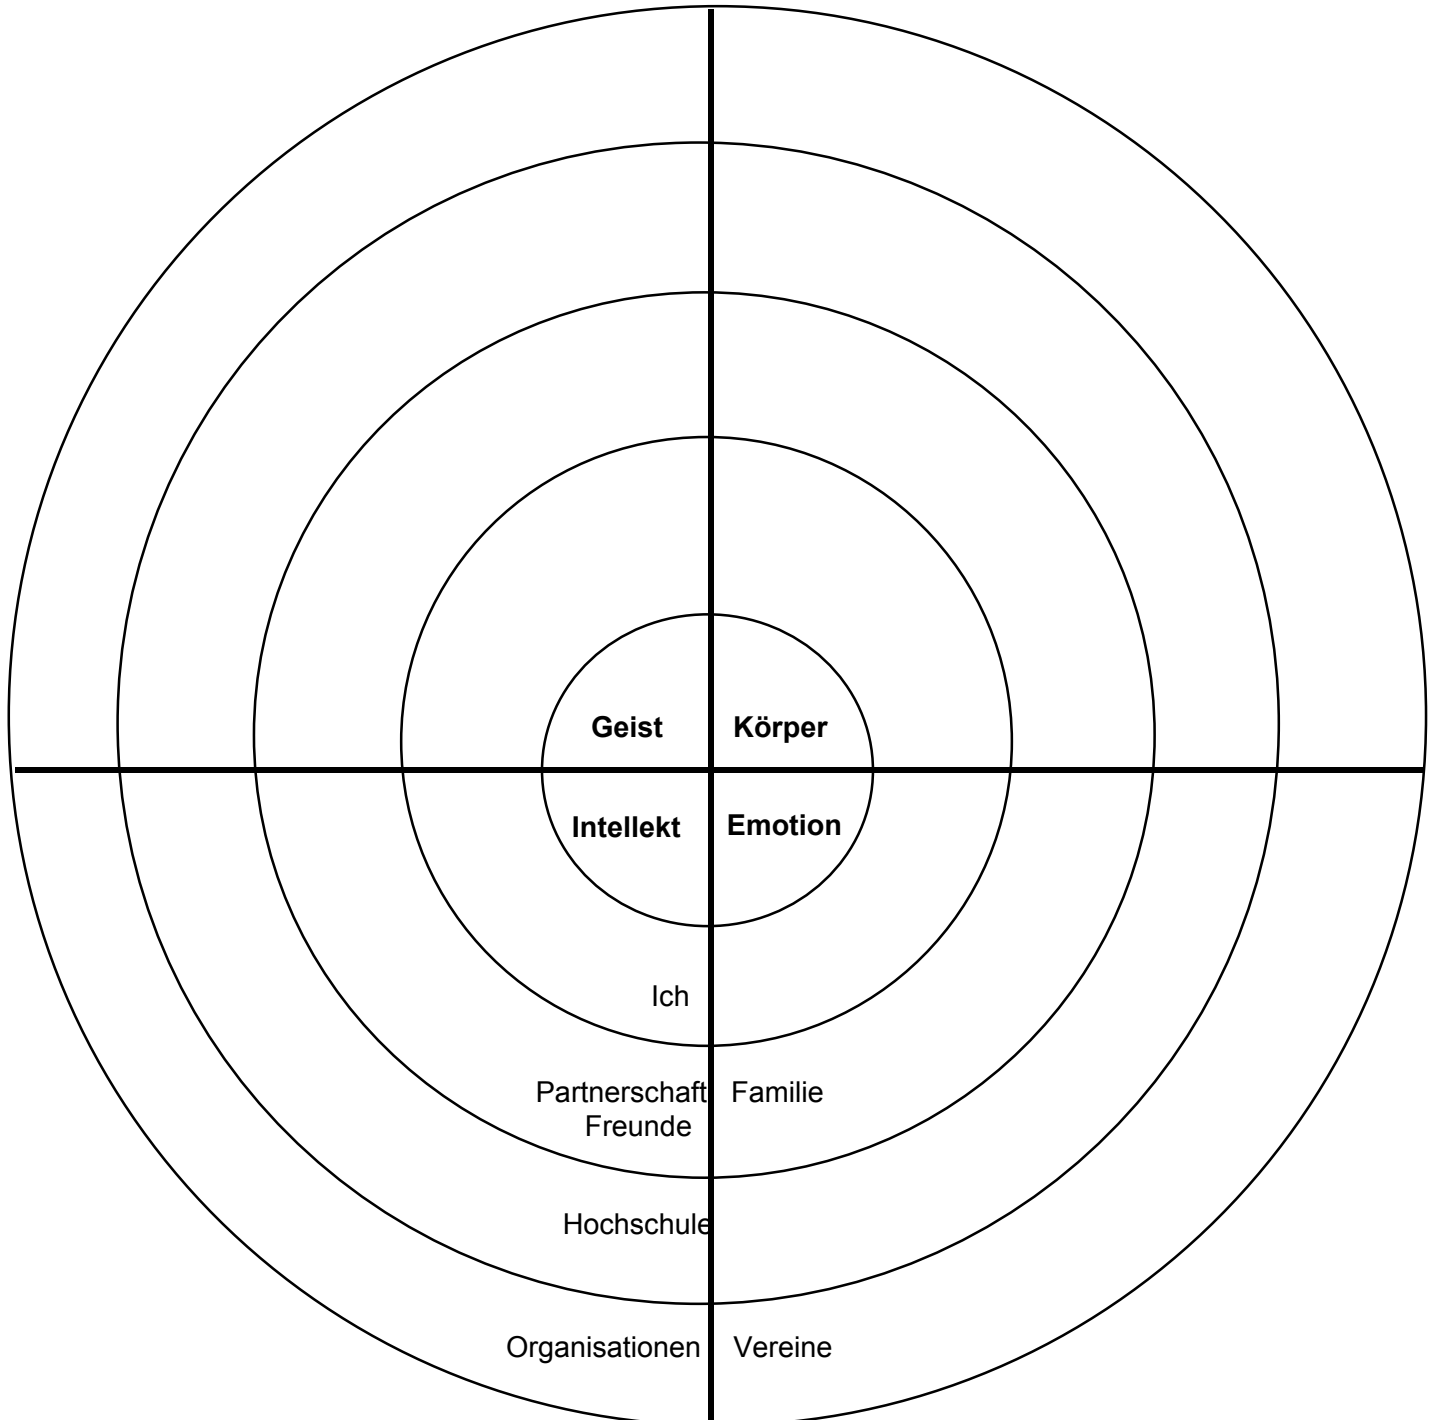 Geist Körper
Intellekt Emotion
Ich
Partnerschaft Familie
Freunde
Hochschule
Organisationen Vereine